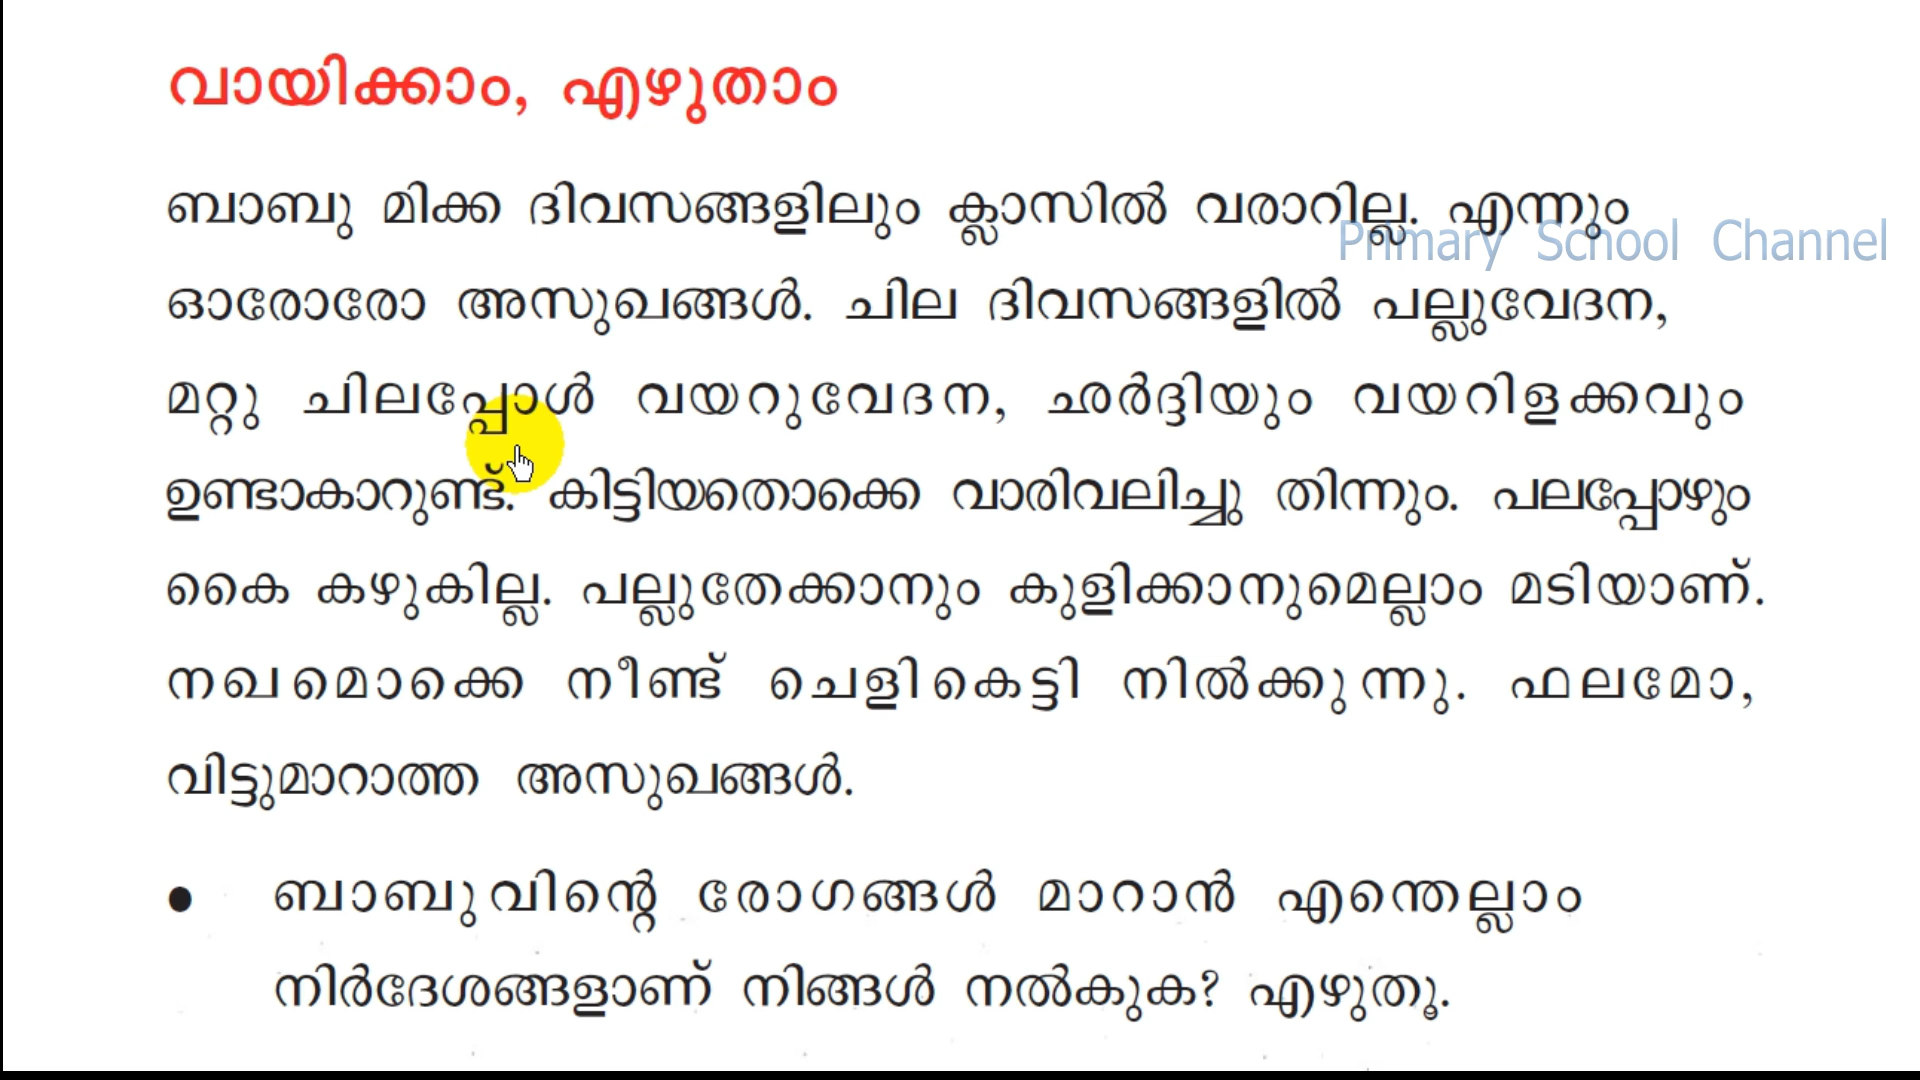 വായിക്കാം, എഴുതാം
ബാബു മിക്ക ദിവസങ്ങളിലും ക്ലാസിൽ വരാറില്ല. എന്നും
Primary School Channel
ഓരോരോ അസുഖങ്ങൾ. ചില ദിവസങ്ങളിൽ പല്ലുവേദന,
മറ്റു ചിലപ്പോൾ വയറുവേദന, ഛർദ്ദിയും വയറിളക്കവും
ഉണ്ടാകാറുണ്ട്. കിട്ടിയതൊക്കെ വാരിവലിച്ചു തിന്നും. പലപ്പോഴും
കൈ കഴുകില്ല. പല്ലുതേക്കാനും കുളിക്കാനുമെല്ലാം മടിയാണ്.
നഖമൊക്കെ നീണ്ട് ചെളികെട്ടി നിൽക്കുന്നു. ഫലമോ,
വിട്ടുമാറാത്ത അസുഖങ്ങൾ.
● ബാബുവിന്റെ രോഗങ്ങൾ മാറാൻ എന്തെല്ലാം
നിർദേശങ്ങളാണ് നിങ്ങൾ നൽകുക? എഴുതൂ.